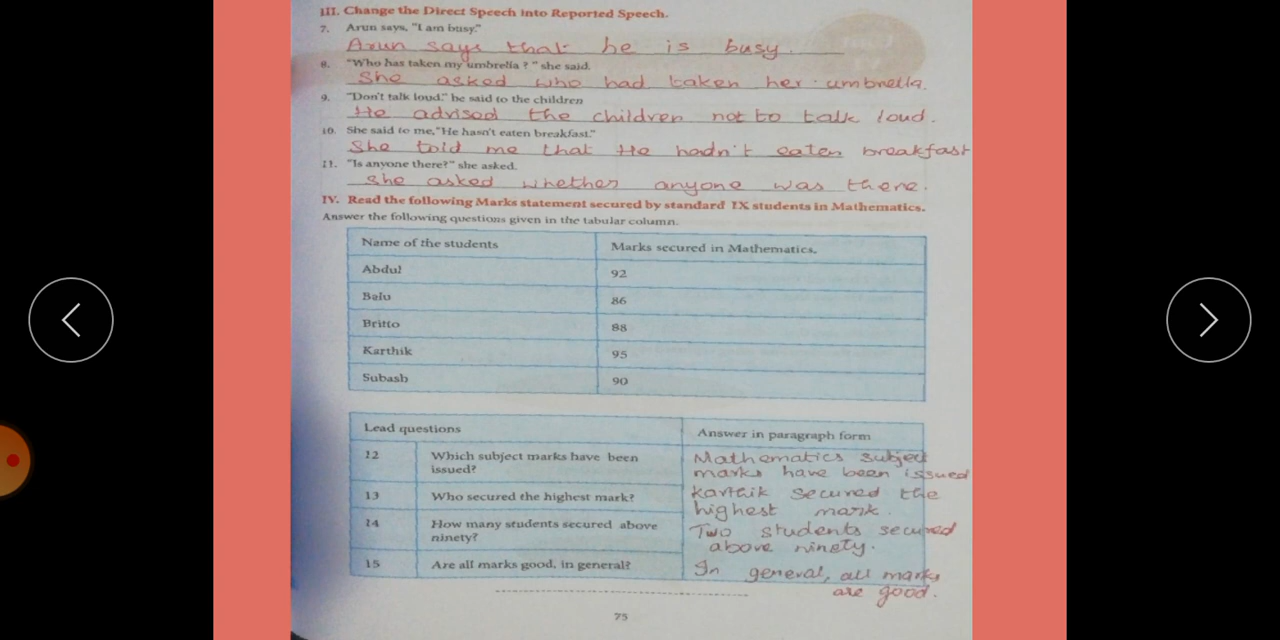 III. Change the Direct Speech into Reported Speech.
7. Arun says, "I am busy."
Arun says that he is busy.
8. "Who has taken my umbrella ? " she said.
She asked who had taken her umbrella.
9. "Don't talk loud." he said to the children
He advised the children not to talk loud.
10. She said to me,"He hasn't eaten breakfast."
She told me that He hadn't eaten breakfast
11. "Is anyone there?" she asked.
She asked whether anyone was there.
IV. Read the following Marks statement secured by standard IX students in Mathematics.
Answer the following questions given in the tabular column.
Name of the students Marks secured in Mathematics.
Abdul 92
Balu 86
Britto 88
Karthik 95
Subash 90
Lead questions Answer in paragraph form
12 Which subject marks have been issued?
Mathematics subject
marks have been issued
13 Who secured the highest mark?
Karthik secured the
highest mark.
14 How many students secured above
ninety?
Two students secured
above ninety.
15 Are all marks good, in general?
In general, all marks
are good.
75